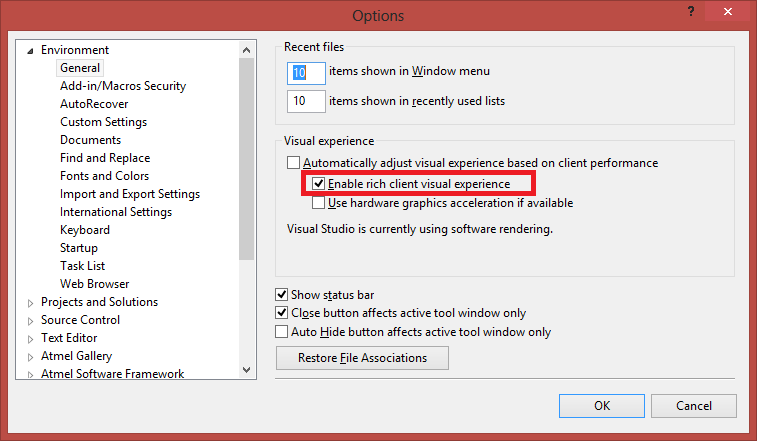 Options
Environment
General
Add-in/Macros Security
AutoRecover
Custom Settings
Documents
Find and Replace
Fonts and Colors
Import and Export Settings
International Settings
Keyboard
Startup
Task List
Web Browser
Projects and Solutions
Source Control
Text Editor
Atmel Gallery
Atmel Software Framework
Recent files
10 items shown in Window menu
10 items shown in recently used lists
Visual experience
Automatically adjust visual experience based on client performance
Enable rich client visual experience
Use hardware graphics acceleration if available
Visual Studio is currently using software rendering.
Show status bar
Close button affects active tool window only
Auto Hide button affects active tool window only
Restore File Associations
OK
Cancel